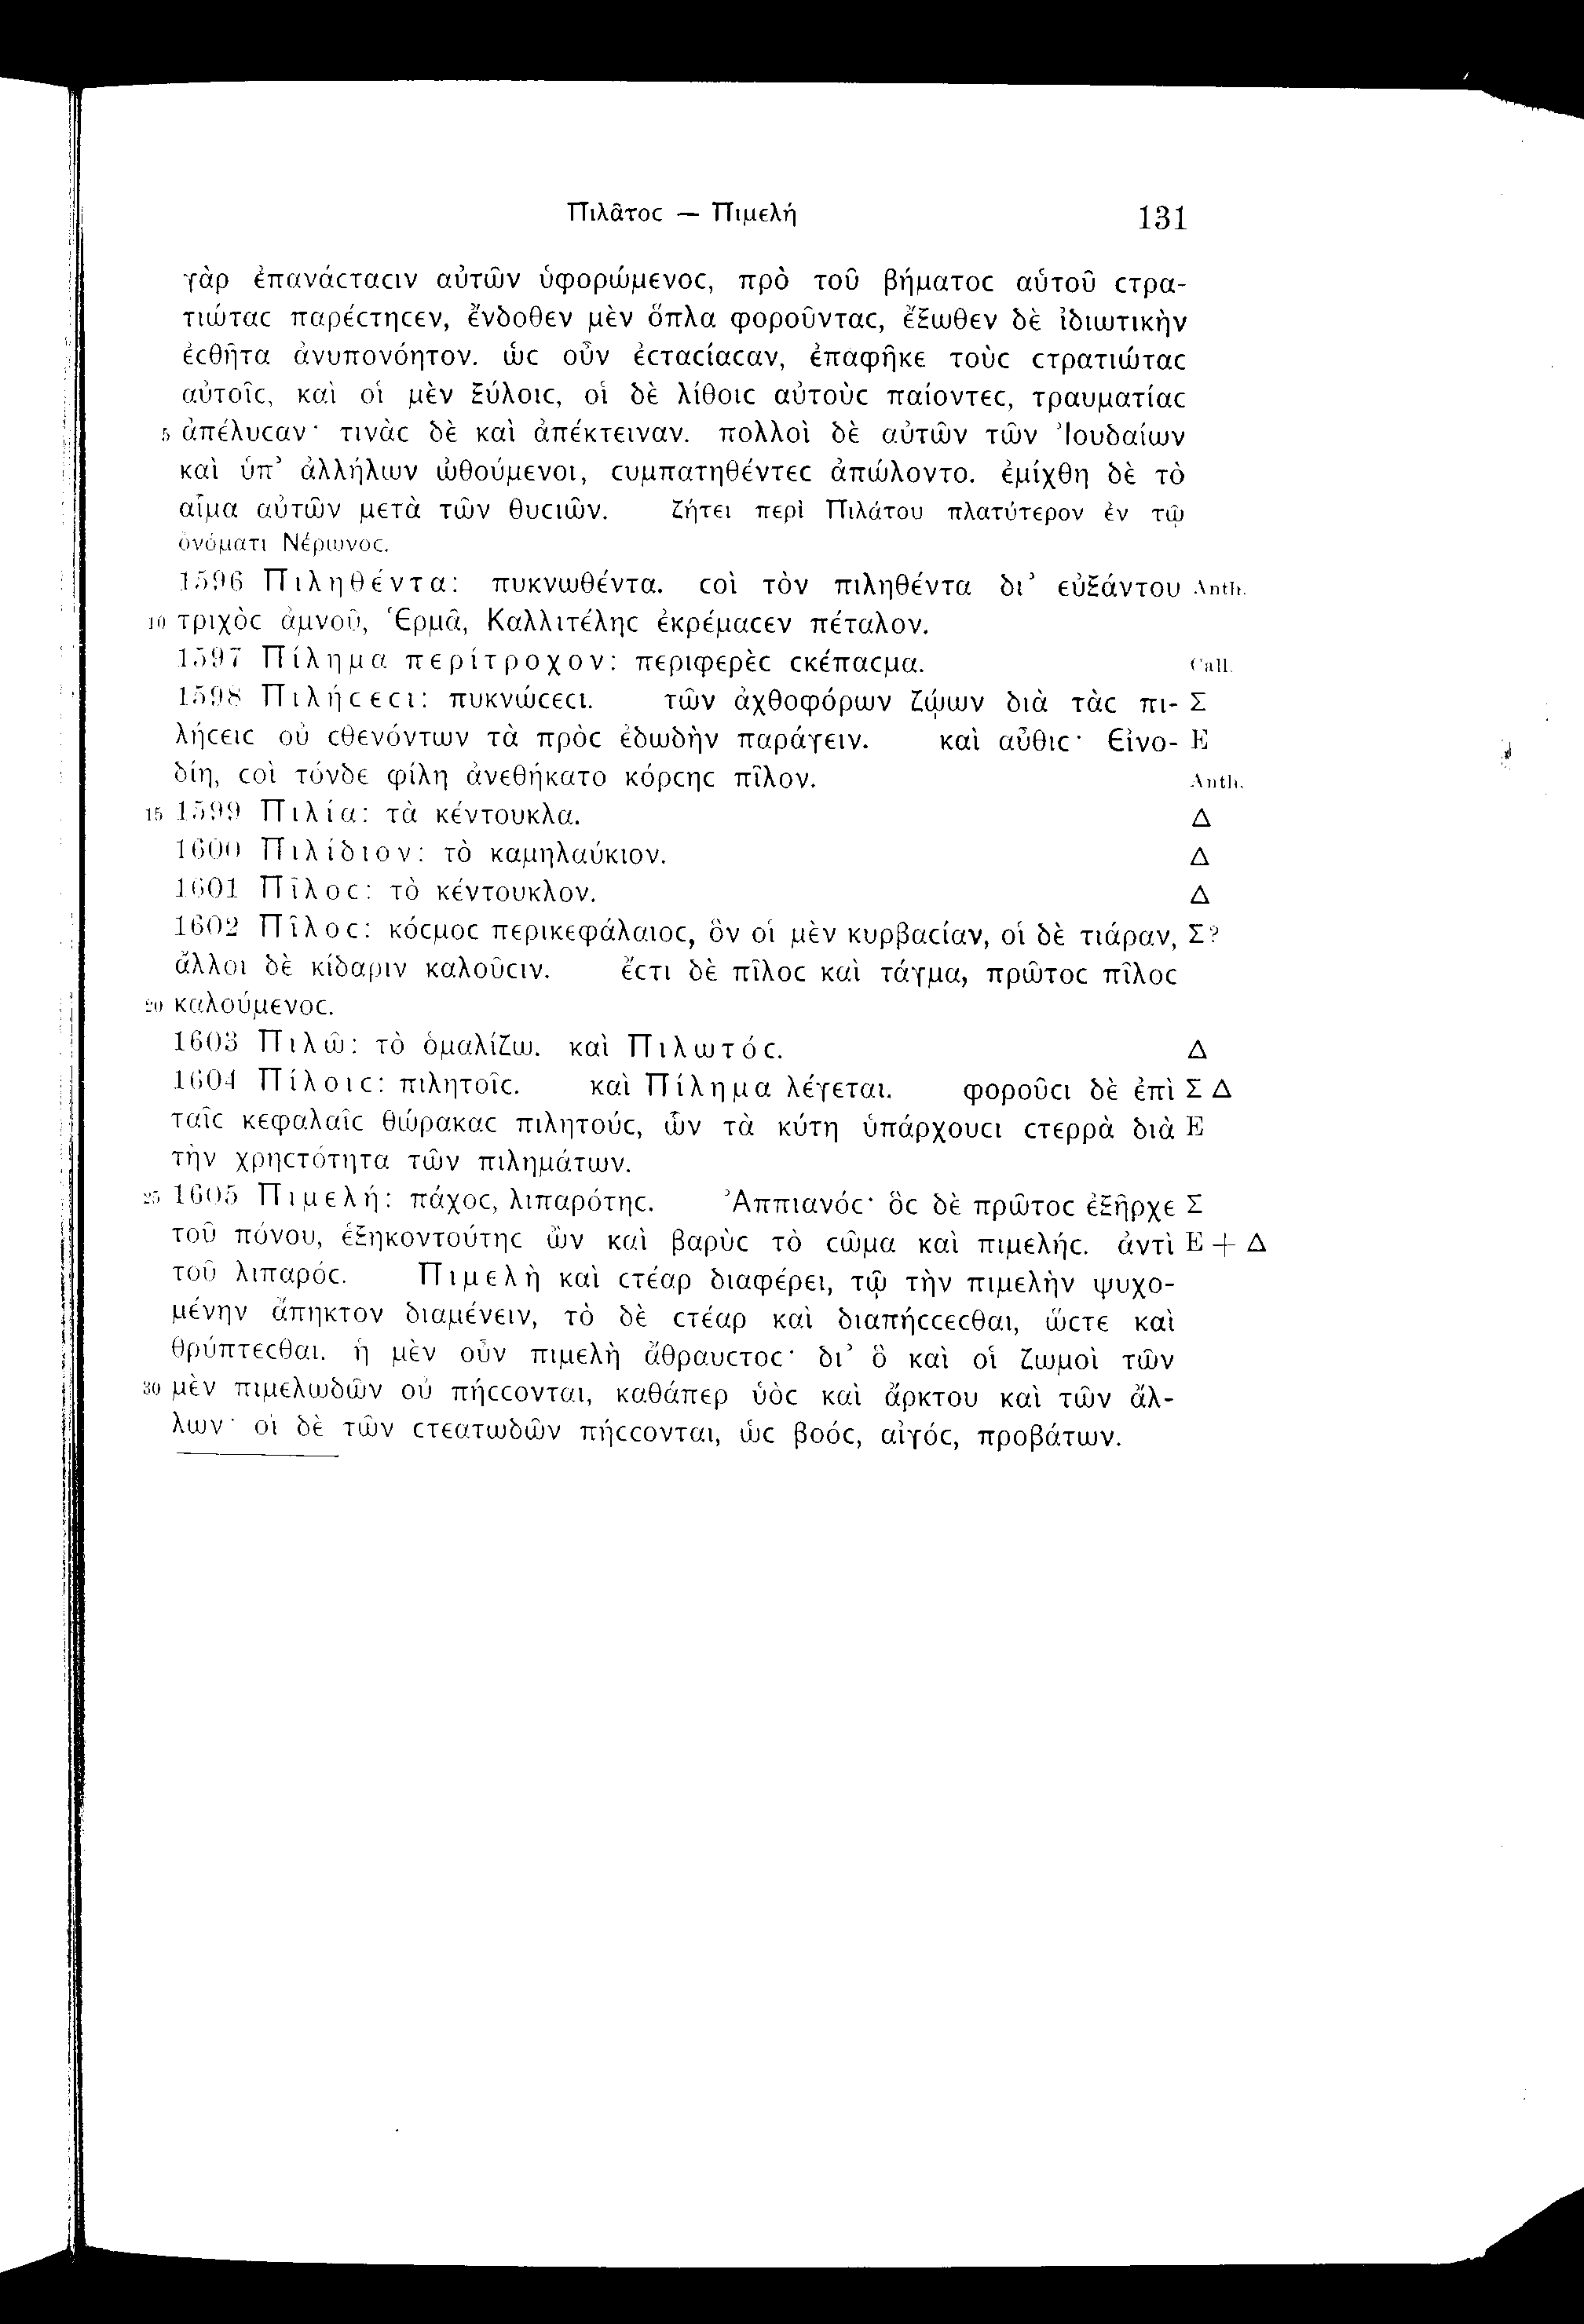 Πιλᾶτοϲ — Πιμελή 131
γὰρ ἐπανάϲταϲιν αὐτῶν ὑφορώμενοϲ, πρὸ τοῦ βήματοϲ αὑτοῦ ϲτρα-
τιώταϲ παρέϲτηϲεν, ἔνδοθεν μὲν ὅπλα φοροῦνταϲ, ἔξωθεν δὲ ἰδιωτικὴν
ἐϲθῆτα ἀνυπονόητον. ὡϲ οὖν ἐϲταϲίαϲαν, ἐπαφῆκε τοὺϲ ϲτρατιώταϲ
αὐτοῖϲ, καὶ οἱ μὲν ξύλοιϲ, οἱ δὲ λίθοιϲ αὐτοὺϲ παίοντεϲ, τραυματίαϲ
5 ἀπέλυϲαν· τινὰϲ δὲ καὶ ἀπέκτειναν. πολλοὶ δὲ αὐτῶν τῶν Ἰουδαίων
καὶ ὑπ’ ἀλλήλων ὠθούμενοι, ϲυμπατηθέντεϲ ἀπώλοντο. ἐμίχθη δὲ τὸ
αἷμα αὐτῶν μετὰ τῶν θυϲιῶν. ζήτει περὶ Πιλάτου πλατύτερον ἐν τῷ
ὀνόματι Νέρωνοϲ.
1596 Πιληθέντα: πυκνωθέντα. ϲοὶ τὸν πιληθέντα δι’ εὐξάντου Anth.
10 τριχὸϲ ἀμνοῦ, Ἑρμᾶ, Καλλιτέληϲ ἐκρέμαϲεν πέταλον.
1597 Πίλημα περίτροχον: περιφερὲϲ ϲκέπαϲμα. Call.
1598 Πιλήϲεϲι: πυκνώϲεϲι. τῶν ἀχθοφόρων ζῴων διὰ τὰϲ πι- Σ
λήϲειϲ οὐ ϲθενόντων τὰ πρὸϲ ἐδωδὴν παράγειν. καὶ αὖθιϲ· Εἰνο- E
δίη, ϲοὶ τόνδε φίλη ἀνεθήκατο κόρϲηϲ πῖλον. Anth.
15 1599 Πιλία: τὰ κέντουκλα. Δ
1600 Πιλίδιον: τὸ καμηλαύκιον. Δ
1601 Πῖλοϲ: τὸ κέντουκλον. Δ
1602 Πῖλοϲ: κόϲμοϲ περικεφάλαιοϲ, ὃν οἱ μὲν κυρβαϲίαν, οἱ δὲ τιάραν, Σ?
ἄλλοι δὲ κίδαριν καλοῦϲιν. ἔϲτι δὲ πῖλοϲ καὶ τάγμα, πρῶτοϲ πῖλοϲ
20 καλούμενοϲ.
1603 Πιλῶ: τὸ ὁμαλίζω. καὶ Πιλωτόϲ. Δ
1604 Πίλοιϲ: πιλητοῖϲ. καὶ Πίλημα λέγεται. φοροῦϲι δὲ ἐπὶ Σ Δ
ταῖϲ κεφαλαῖϲ θώρακαϲ πιλητούϲ, ὧν τὰ κύτη ὑπάρχουϲι ϲτερρὰ διὰ E
τὴν χρηϲτότητα τῶν πιλημάτων.
25 1605 Πιμελή: πάχοϲ, λιπαρότηϲ. Ἀππιανόϲ· ὃϲ δὲ πρῶτοϲ ἐξῆρχε Σ
τοῦ πόνου, ἑξηκοντούτηϲ ὢν καὶ βαρὺϲ τὸ ϲῶμα καὶ πιμελήϲ. ἀντὶ E + Δ
τοῦ λιπαρόϲ. Πιμελὴ καὶ ϲτέαρ διαφέρει, τῷ τὴν πιμελὴν ψυχο-
μένην ἄπηκτον διαμένειν, τὸ δὲ ϲτέαρ καὶ διαπήϲϲεϲθαι, ὥϲτε καὶ
θρύπτεϲθαι. ἡ μὲν οὖν πιμελὴ ἄθραυϲτοϲ· δι’ ὃ καὶ οἱ ζωμοὶ τῶν
30 μὲν πιμελωδῶν οὐ πήϲϲονται, καθάπερ ὑὸϲ καὶ ἄρκτου καὶ τῶν ἄλ-
λων· οἱ δὲ τῶν ϲτεατωδῶν πήϲϲονται, ὡϲ βοόϲ, αἰγόϲ, προβάτων.